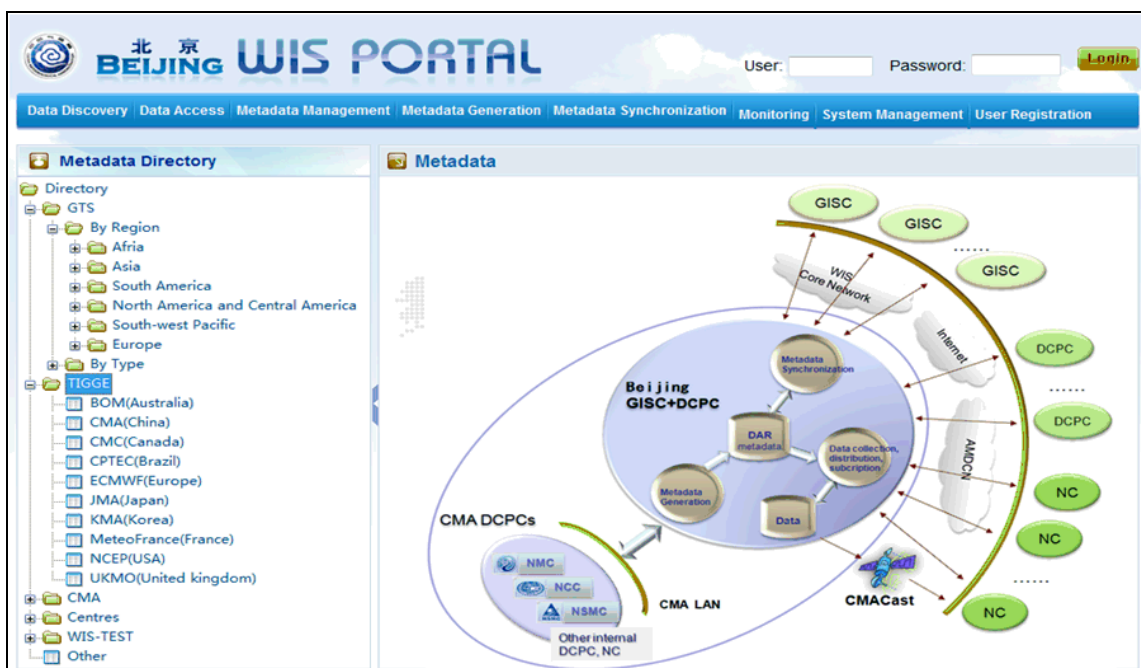 北 京
BEIJING WIS PORTAL
User:
Password:
Login
Data Discovery Data Access Metadata Management Metadata Generation Metadata Synchronization Monitoring System Management User Registration
Metadata Directory
Directory
GTS
By Region
Afria
Asia
South America
North America and Central America
South-west Pacific
Europe
By Type
TIGGE
BOM(Australia)
CMA(China)
CMC(Canada)
CPTEC(Brazil)
ECMWF(Europe)
JMA(Japan)
KMA(Korea)
MeteoFrance(France)
NCEP(USA)
UKMO(United kingdom)
CMA
Centres
WIS-TEST
Other
Metadata
GISC
GISC
......
GISC
WIS
Core Network
Internet
DCPC
......
DCPC
AMDCN
NC
NC
......
NC
Metadata
Synchronization
Beijing
GISC+DCPC
DAR
metadata
Data collection,
distribution,
subcription
Metadata
Generation
Data
CMA DCPCs
NMC
NCC
NSMC
Other internal
DCPC, NC
CMA LAN
CMACast